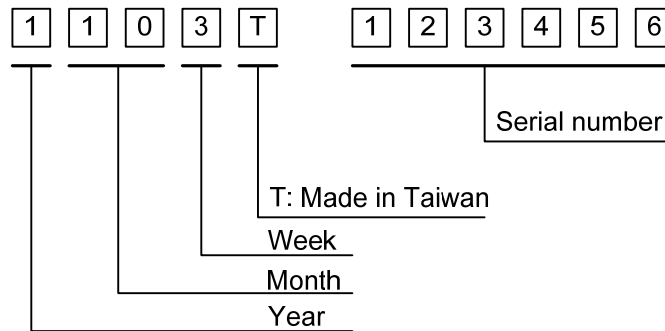 1 1 0 3 T 1 2 3 4 5 6
Serial number
T: Made in Taiwan
Week
Month
Year